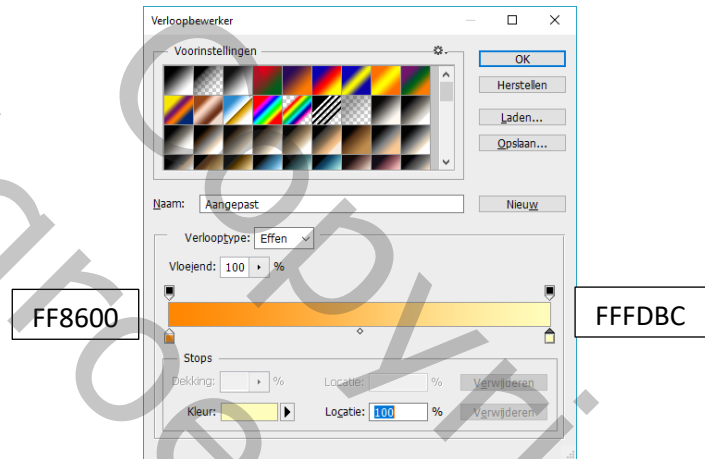 Verloopbewerker
Voorinstellingen
OK
Herstellen
Laden...
Opslaan...
Naam: Aangepast
Nieuw
Verlooptype: Effen
Vloeiend: 100 %
FF8600
FFFDBC
Stops
Dekking: % Locatie: % Verwijderen
Kleur: Locatie: 100 % Verwijderen
Copyri